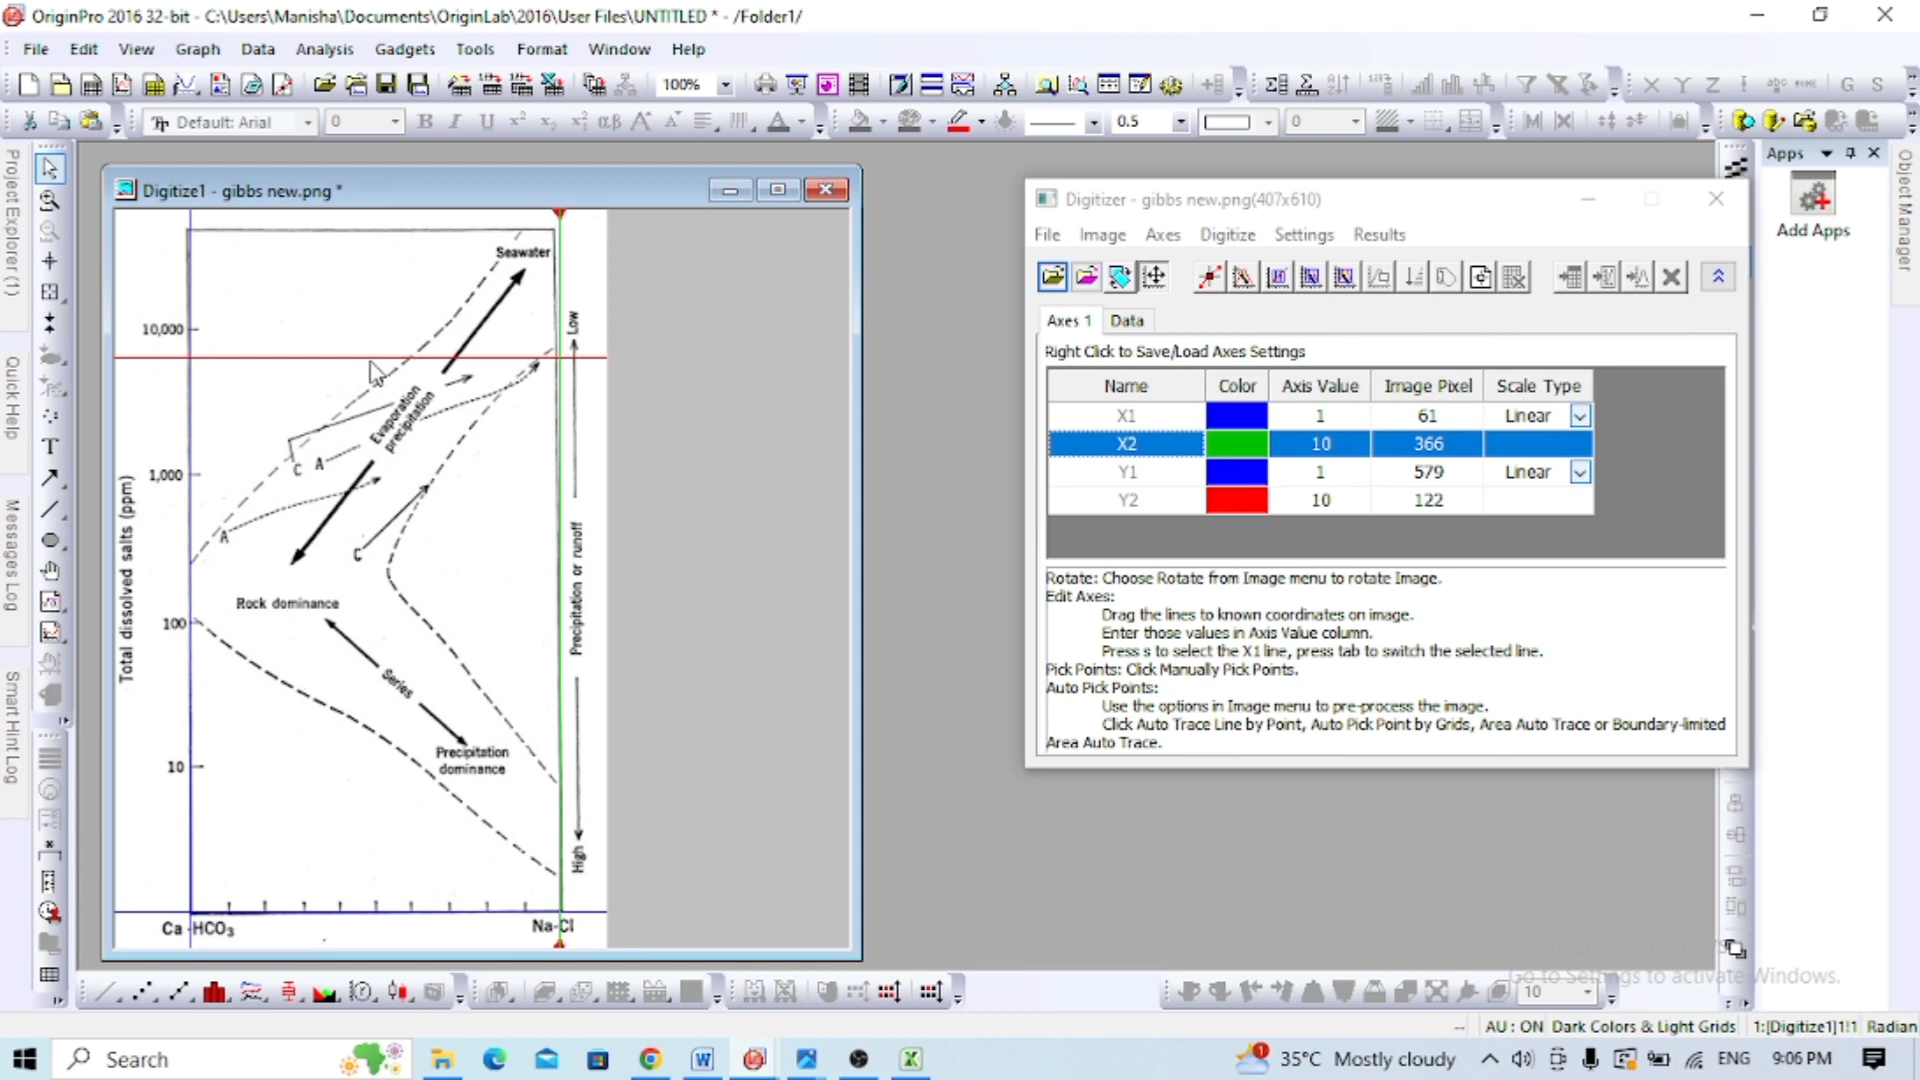 OriginPro 2016 32-bit - C:\Users\Manisha\Documents\OriginLab\2016\User Files\UNTITLED * - /Folder1/
File Edit View Graph Data Analysis Gadgets Tools Format Window Help
100%
Default: Arial 0 B I U 0.5 0
Project Explorer (1)
Quick Help
Messages Log
Smart Hint Log
Digitize1 - gibbs new.png *
Seawater
10,000
Low
Evaporation
precipitation
C A
1,000
A
C
Total dissolved salts (ppm)
Precipitation or runoff
Rock dominance
100
Series
Precipitation
dominance
10
High
Ca-HCO3 Na-Cl
Digitizer - gibbs new.png(407x610)
File Image Axes Digitize Settings Results
Axes 1 Data
Right Click to Save/Load Axes Settings
Name Color Axis Value Image Pixel Scale Type
X1 1 61 Linear
X2 10 366
Y1 1 579 Linear
Y2 10 122
Rotate: Choose Rotate from Image menu to rotate Image.
Edit Axes:
Drag the lines to known coordinates on image.
Enter those values in Axis Value column.
Press s to select the X1 line, press tab to switch the selected line.
Pick Points: Click Manually Pick Points.
Auto Pick Points:
Use the options in Image menu to pre-process the image.
Click Auto Trace Line by Point, Auto Pick Point by Grids, Area Auto Trace or Boundary-limited
Area Auto Trace.
Apps
Add Apps
Object Manager
Go to Settings to activate Windows.
10
-- AU : ON Dark Colors & Light Grids 1:[Digitize1]1!1 Radian
Search
35°C Mostly cloudy ENG 9:06 PM